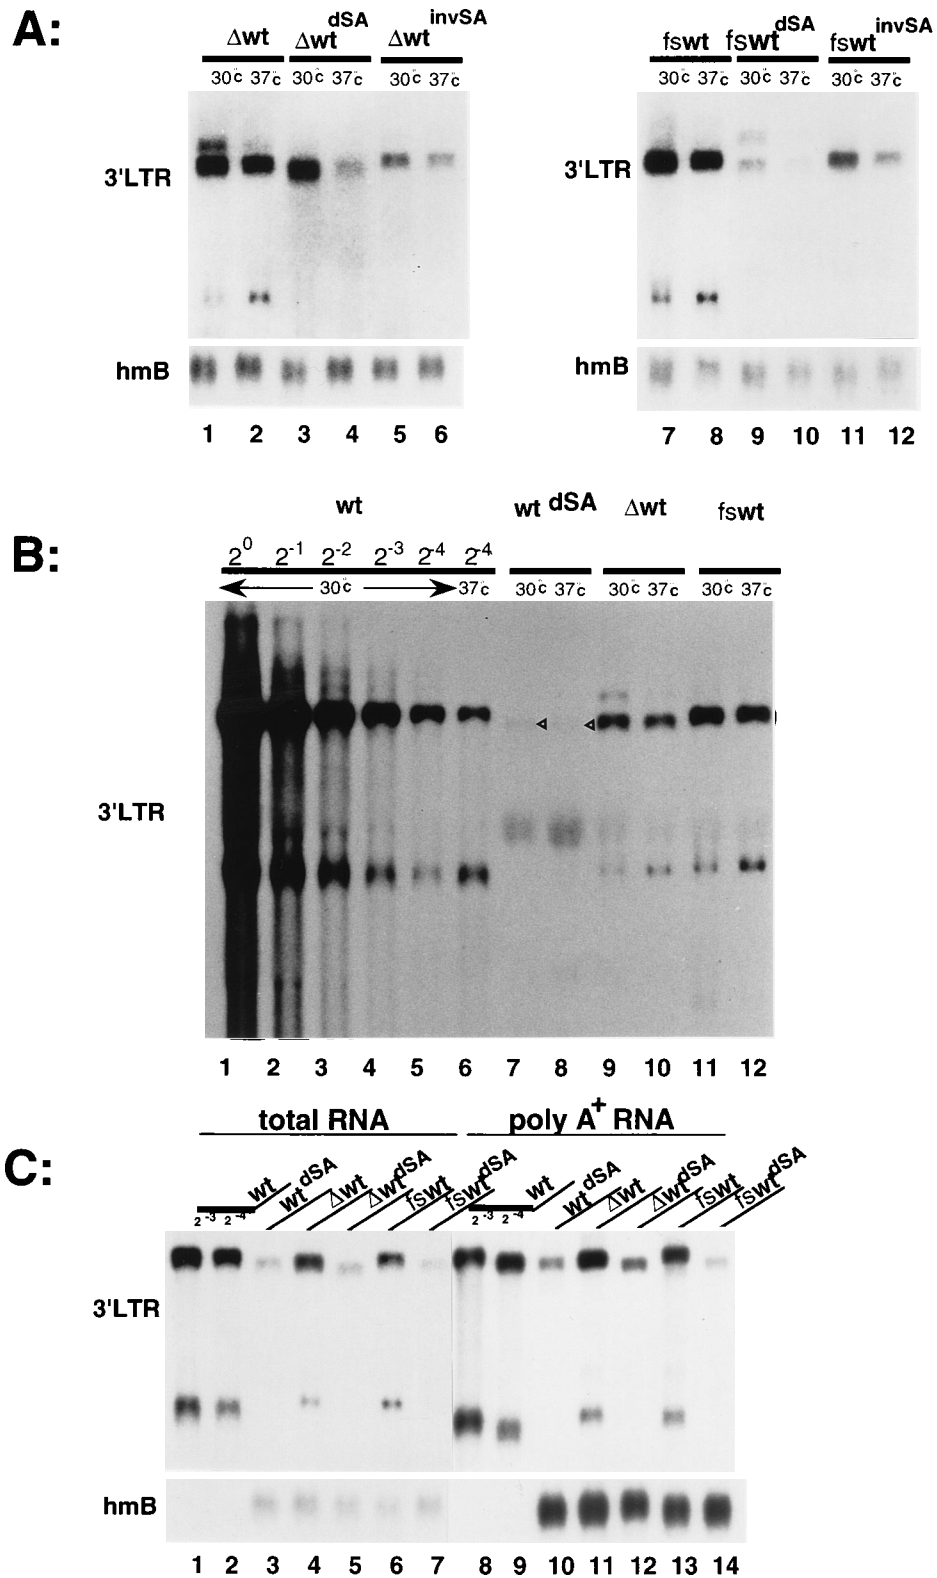 A:
Δwt Δwt dSA Δwt invSA fswt fswt dSA fswt invSA
30°c 37°c 30°c 37°c 30°c 37°c 30°c 37°c 30°c 37°c 30°c 37°c
3'LTR 3'LTR
hmB hmB
1 2 3 4 5 6 7 8 9 10 11 12
B:
wt wt dSA Δwt fswt
2^0 2^-1 2^-2 2^-3 2^-4 2^-4
30°c 37°c 30°c 37°c 30°c 37°c 30°c 37°c
3'LTR
1 2 3 4 5 6 7 8 9 10 11 12
total RNA poly A+ RNA
C:
wt wt dSA Δwt Δwt dSA fswt fswt dSA wt wt dSA Δwt Δwt dSA fswt fswt dSA
2^-3 2^-4 2^-3 2^-4
3'LTR
hmB
1 2 3 4 5 6 7 8 9 10 11 12 13 14